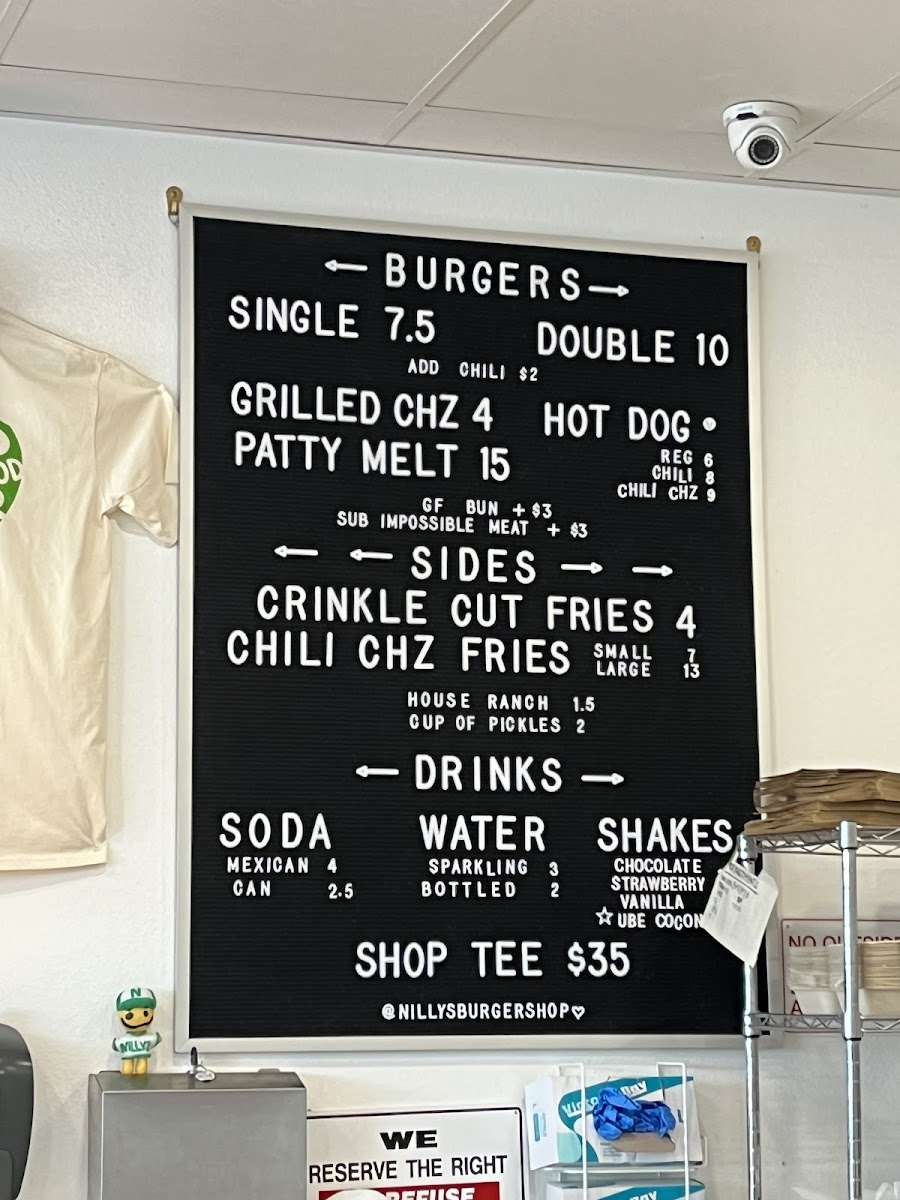 ← BURGERS →
SINGLE 7.5 DOUBLE 10
ADD CHILI $2
GRILLED CHZ 4 HOT DOG
PATTY MELT 15
REG 6
CHILI 8
CHILI CHZ 9
GF BUN + $3
SUB IMPOSSIBLE MEAT + $3
← ← SIDES → →
CRINKLE CUT FRIES 4
CHILI CHZ FRIES SMALL 7
LARGE 13
HOUSE RANCH 1.5
CUP OF PICKLES 2
← DRINKS →
SODA
MEXICAN 4
CAN 2.5
WATER
SPARKLING 3
BOTTLED 2
SHAKES
CHOCOLATE
STRAWBERRY
VANILLA
☆ UBE
SHOP TEE $35
@NILLYSBURGERSHOP♡
NO
N
WE
RESERVE THE RIGHT
REFUSE